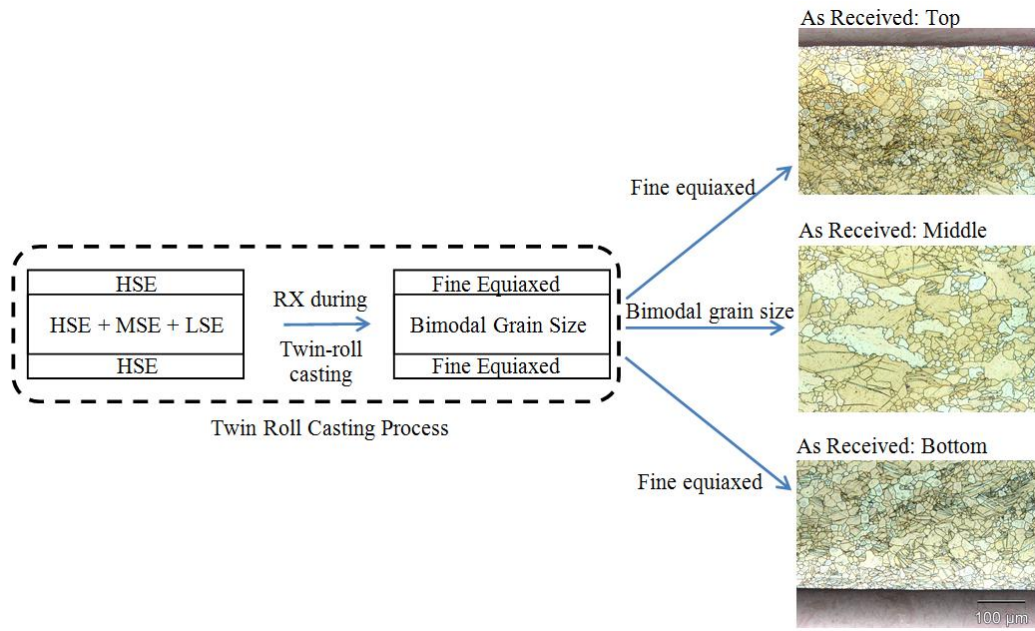 As Received: Top
Fine equiaxed
As Received: Middle
HSE
HSE + MSE + LSE
HSE
RX during
Twin-roll
casting
Fine Equiaxed
Bimodal Grain Size
Fine Equiaxed
Bimodal grain size
Twin Roll Casting Process
As Received: Bottom
Fine equiaxed
100 µm